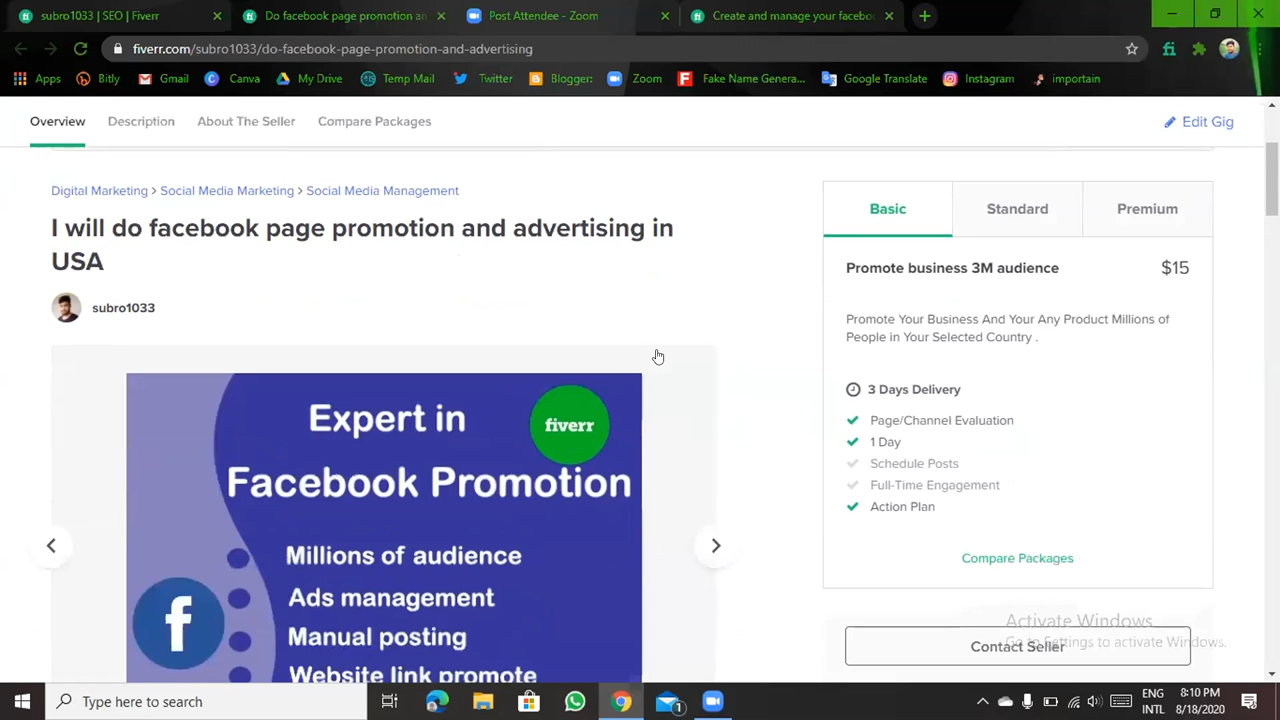 subro1033 | SEO | Fiverr
Do facebook page promotion an
Post Attendee - Zoom
Create and manage your facebo
fiverr.com/subro1033/do-facebook-page-promotion-and-advertising
Apps
Bitly
Gmail
Canva
My Drive
Temp Mail
Twitter
Blogger:
Zoom
Fake Name Genera...
Google Translate
Instagram
importain
Overview
Description
About The Seller
Compare Packages
Edit Gig
Digital Marketing > Social Media Marketing > Social Media Management
I will do facebook page promotion and advertising in
USA
subro1033
Expert in
fiverr
Facebook Promotion
Millions of audience
Ads management
Manual posting
Website link promote
f
Basic
Standard
Premium
Promote business 3M audience
$15
Promote Your Business And Your Any Product Millions of
People in Your Selected Country .
3 Days Delivery
Page/Channel Evaluation
1 Day
Schedule Posts
Full-Time Engagement
Action Plan
Compare Packages
Contact Seller
Activate Windows
Go to Settings to activate Windows.
Type here to search
1
ENG
INTL
8:10 PM
8/18/2020